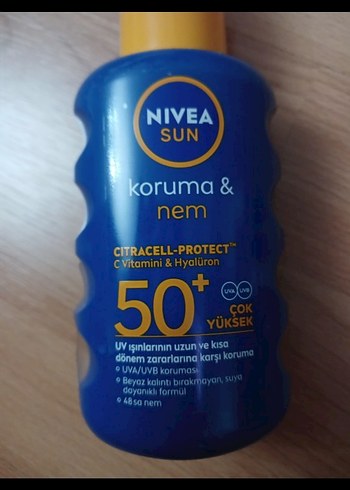 NIVEA
SUN
koruma &
nem
CITRACELL-PROTECT™
C Vitamini & Hyalüron
50+
UVA UVB
ÇOK
YÜKSEK
UV ışınlarının uzun ve kısa
dönem zararlarına karşı koruma
UVA/UVB koruması
Beyaz kalıntı bırakmayan, suya
dayanıklı formül
48 sa nem